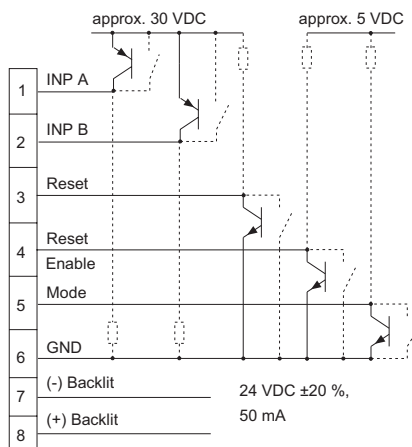 approx. 30 VDC
approx. 5 VDC
1
INP A
2
INP B
3
Reset
4
Reset
Enable
5
Mode
6
GND
7
(-) Backlit
8
(+) Backlit
24 VDC ±20 %,
50 mA